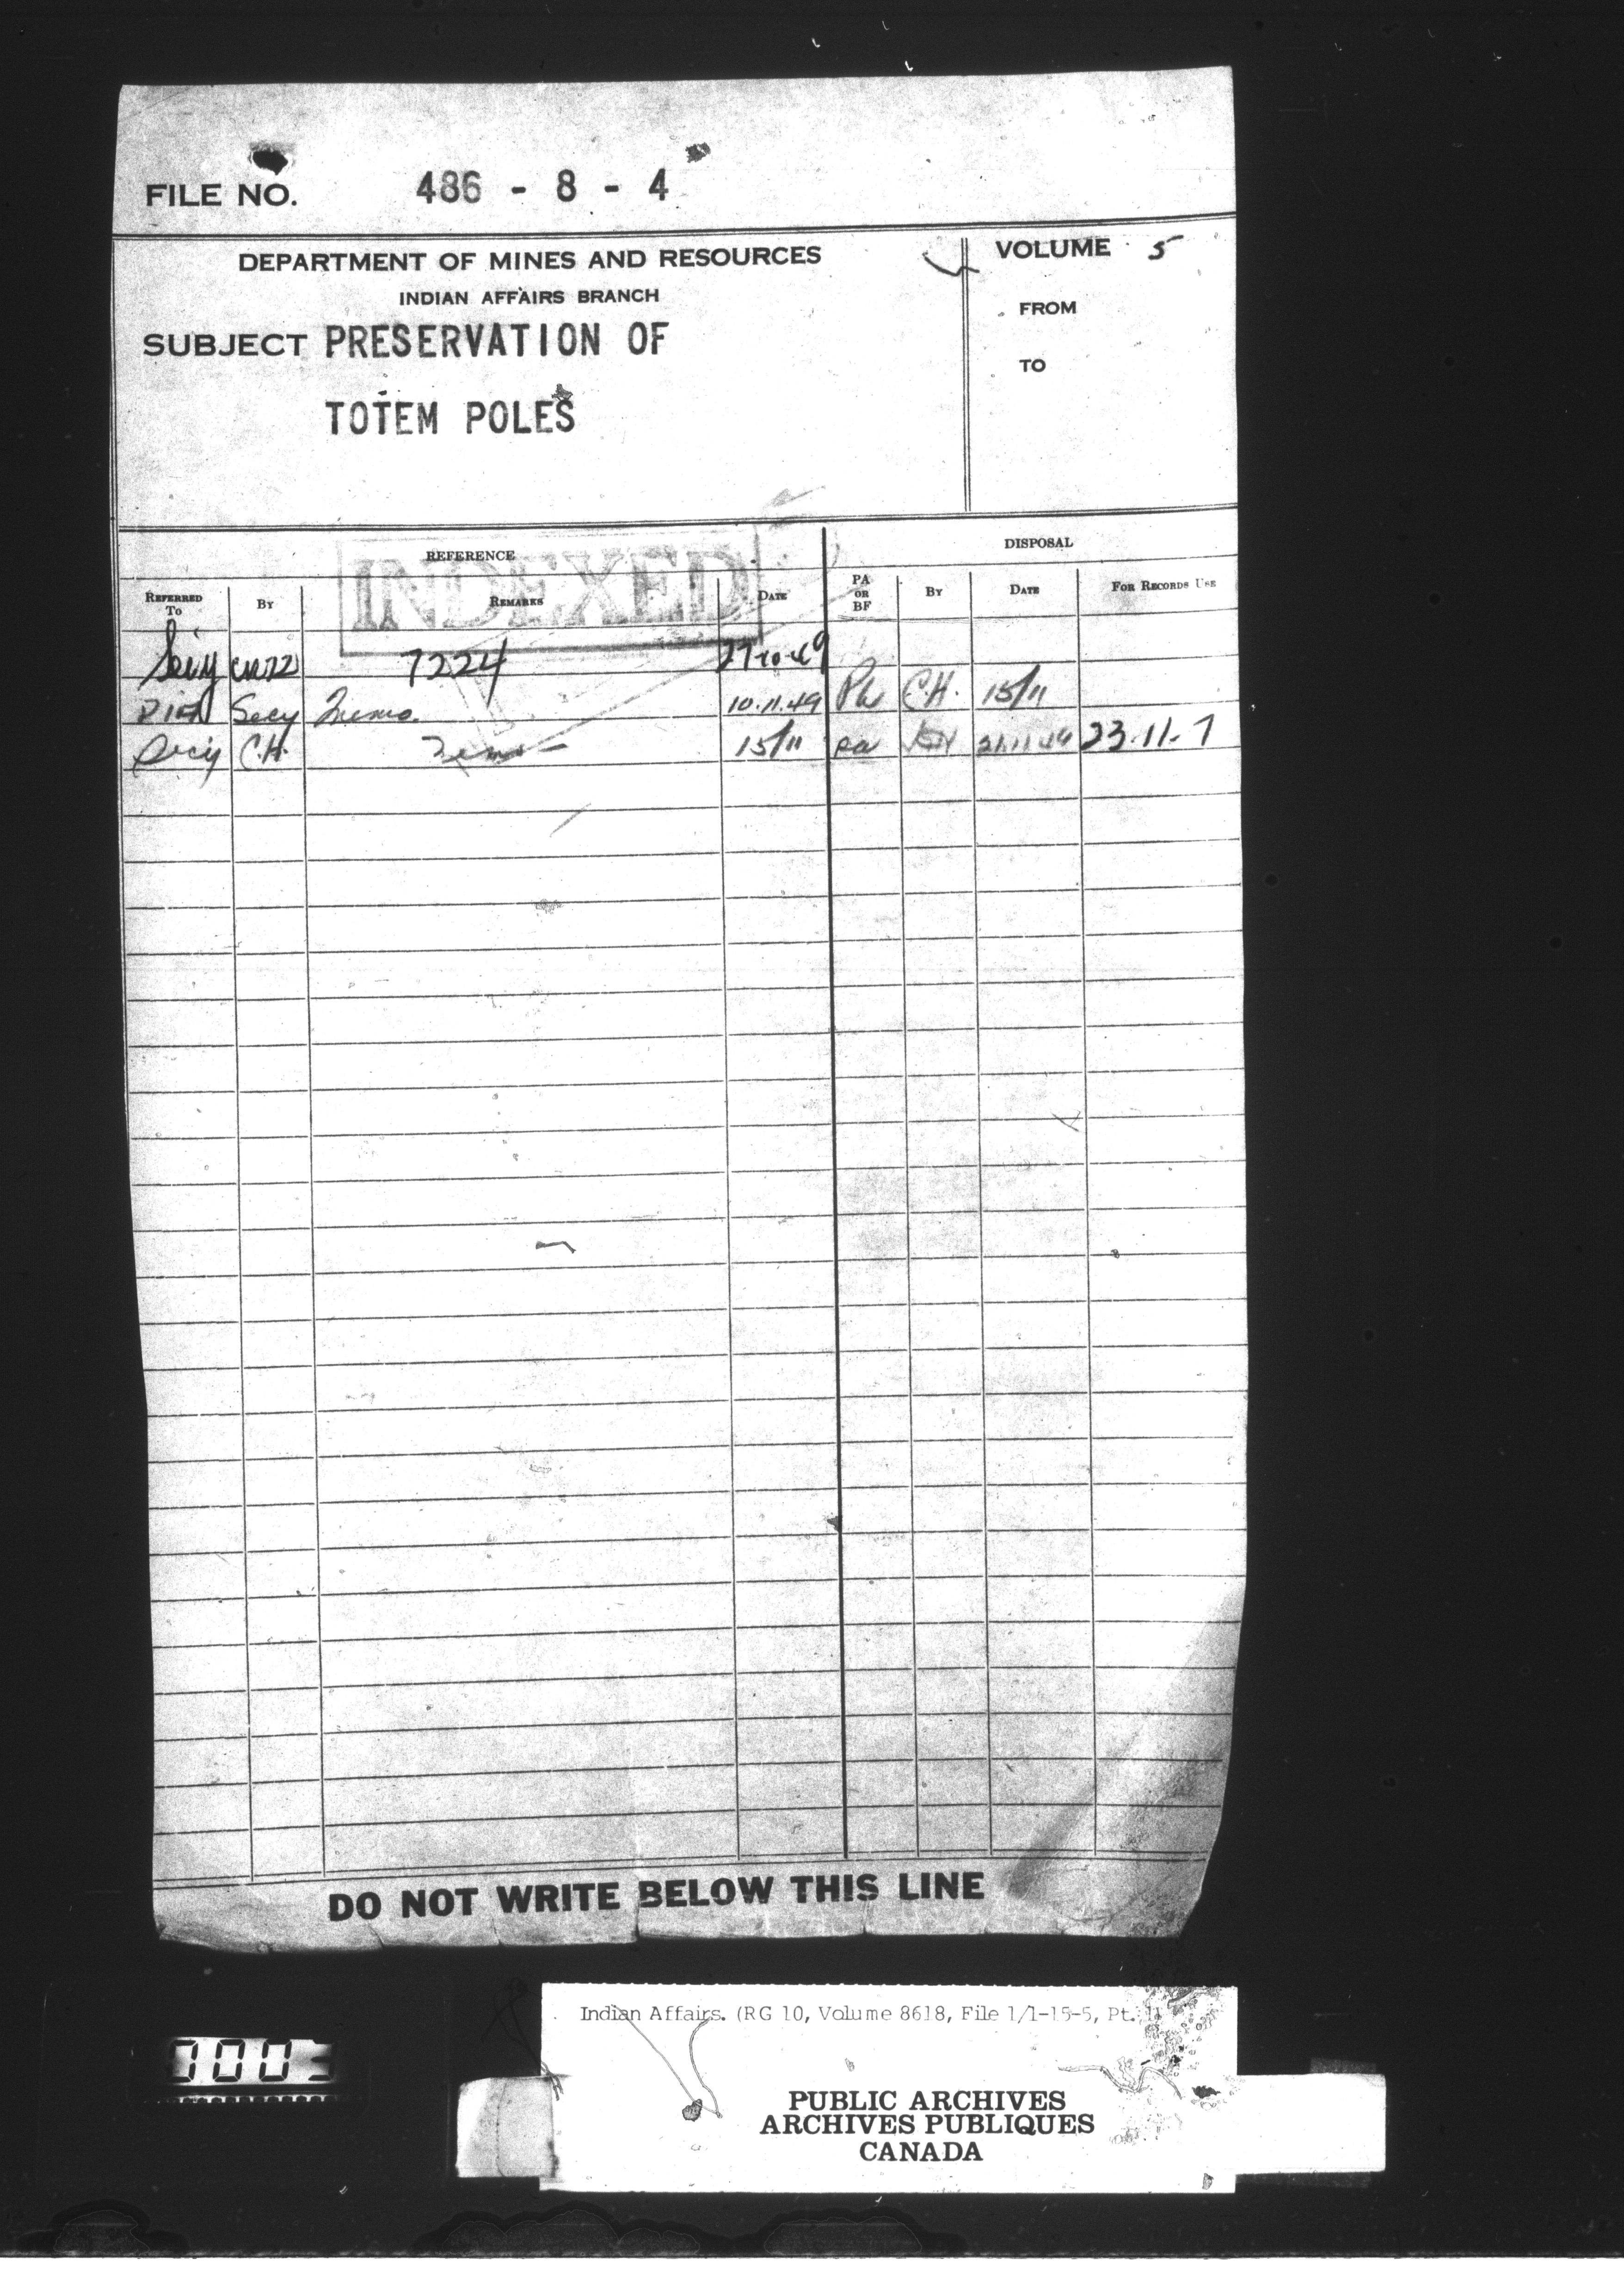 FILE NO. 486 - 8 - 4
DEPARTMENT OF MINES AND RESOURCES
INDIAN AFFAIRS BRANCH
SUBJECT PRESERVATION OF
TOTEM POLES
VOLUME 5
FROM
TO
INDEXED
REFERENCE
DISPOSAL
REFERRED TO BY REMARKS DATE PA OR BF BY DATE FOR RECORDS USE
Secy 7224 27-10-49
Secy Memo. 10.11.49 C.H. 15/11
Secy C.H. Memo 15/11 pa 21.11.49 23-11-7
DO NOT WRITE BELOW THIS LINE
Indian Affairs. (RG 10, Volume 8618, File 1/1-15-5, Pt. 1)
PUBLIC ARCHIVES
ARCHIVES PUBLIQUES
CANADA